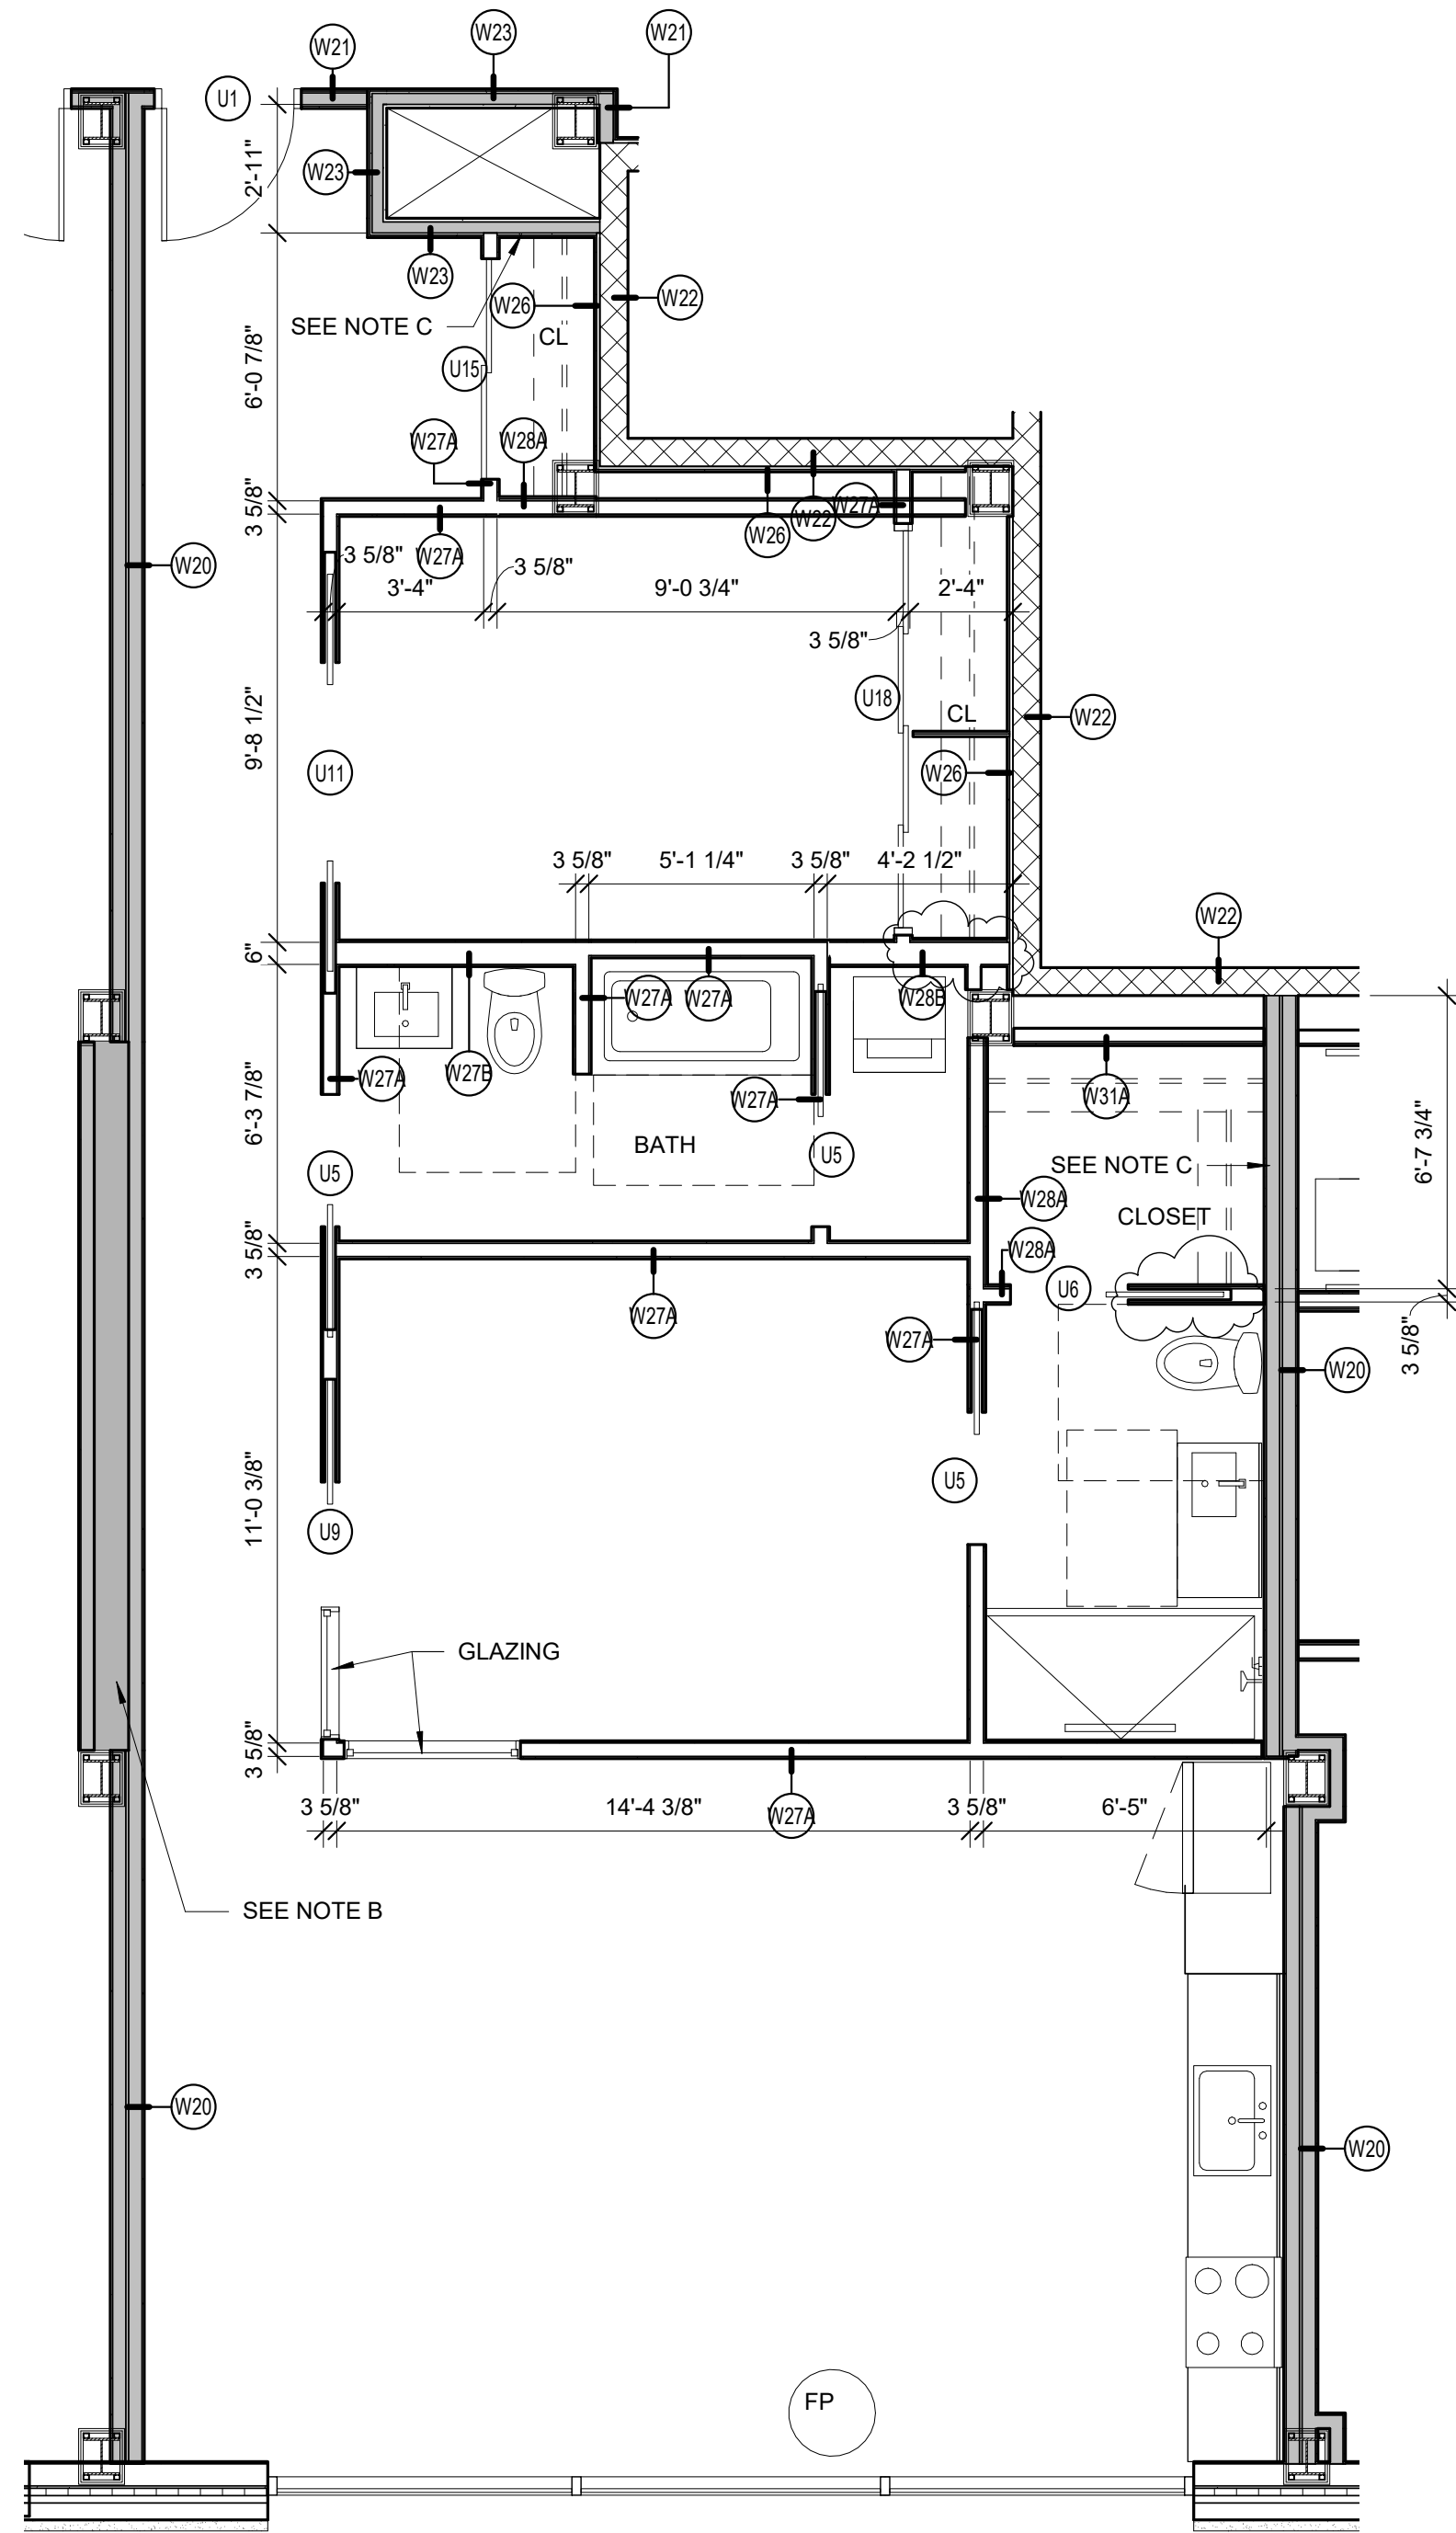 W21
W23
W21
U1
2'-11"
W23
W23
W26
W22
SEE NOTE C
CL
U15
6'-0 7/8"
W27A
W28A
3 5/8"
W27A
W26
W22
W27A
W20
3 5/8"
3'-4"
3 5/8"
9'-0 3/4"
2'-4"
3 5/8"
9'-8 1/2"
U18
CL
W22
U11
W26
3 5/8"
5'-1 1/4"
3 5/8"
4'-2 1/2"
W22
6"
W27A
W27A
W28B
W27A
W27B
W27A
W31A
6'-3 7/8"
BATH
U5
U5
SEE NOTE C
6'-7 3/4"
W28A
CLOSET
3 5/8"
W28A
U6
W27A
W27A
3 5/8"
W20
U5
11'-0 3/8"
U9
GLAZING
3 5/8"
3 5/8"
14'-4 3/8"
W27A
3 5/8"
6'-5"
SEE NOTE B
W20
W20
FP